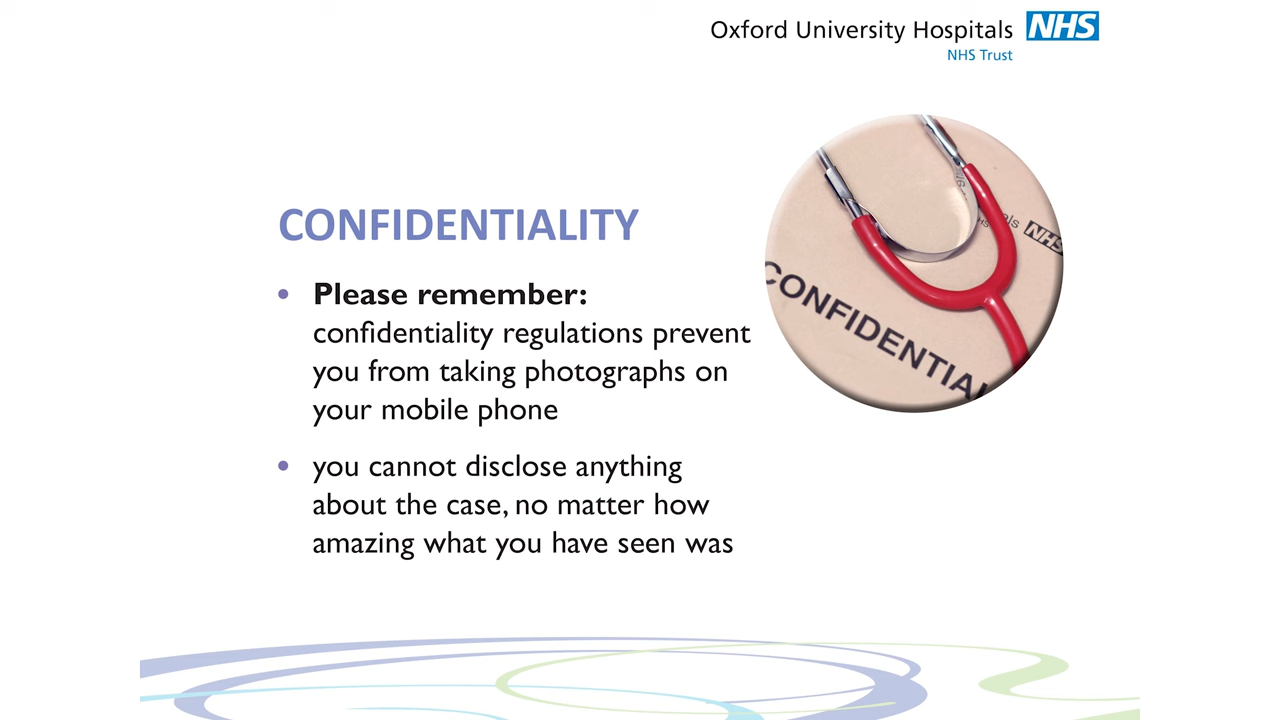 Oxford University Hospitals NHS
NHS Trust
CONFIDENTIALITY
Please remember:
confidentiality regulations prevent
you from taking photographs on
your mobile phone
you cannot disclose anything
about the case, no matter how
amazing what you have seen was
NHS
CONFIDENTIAL